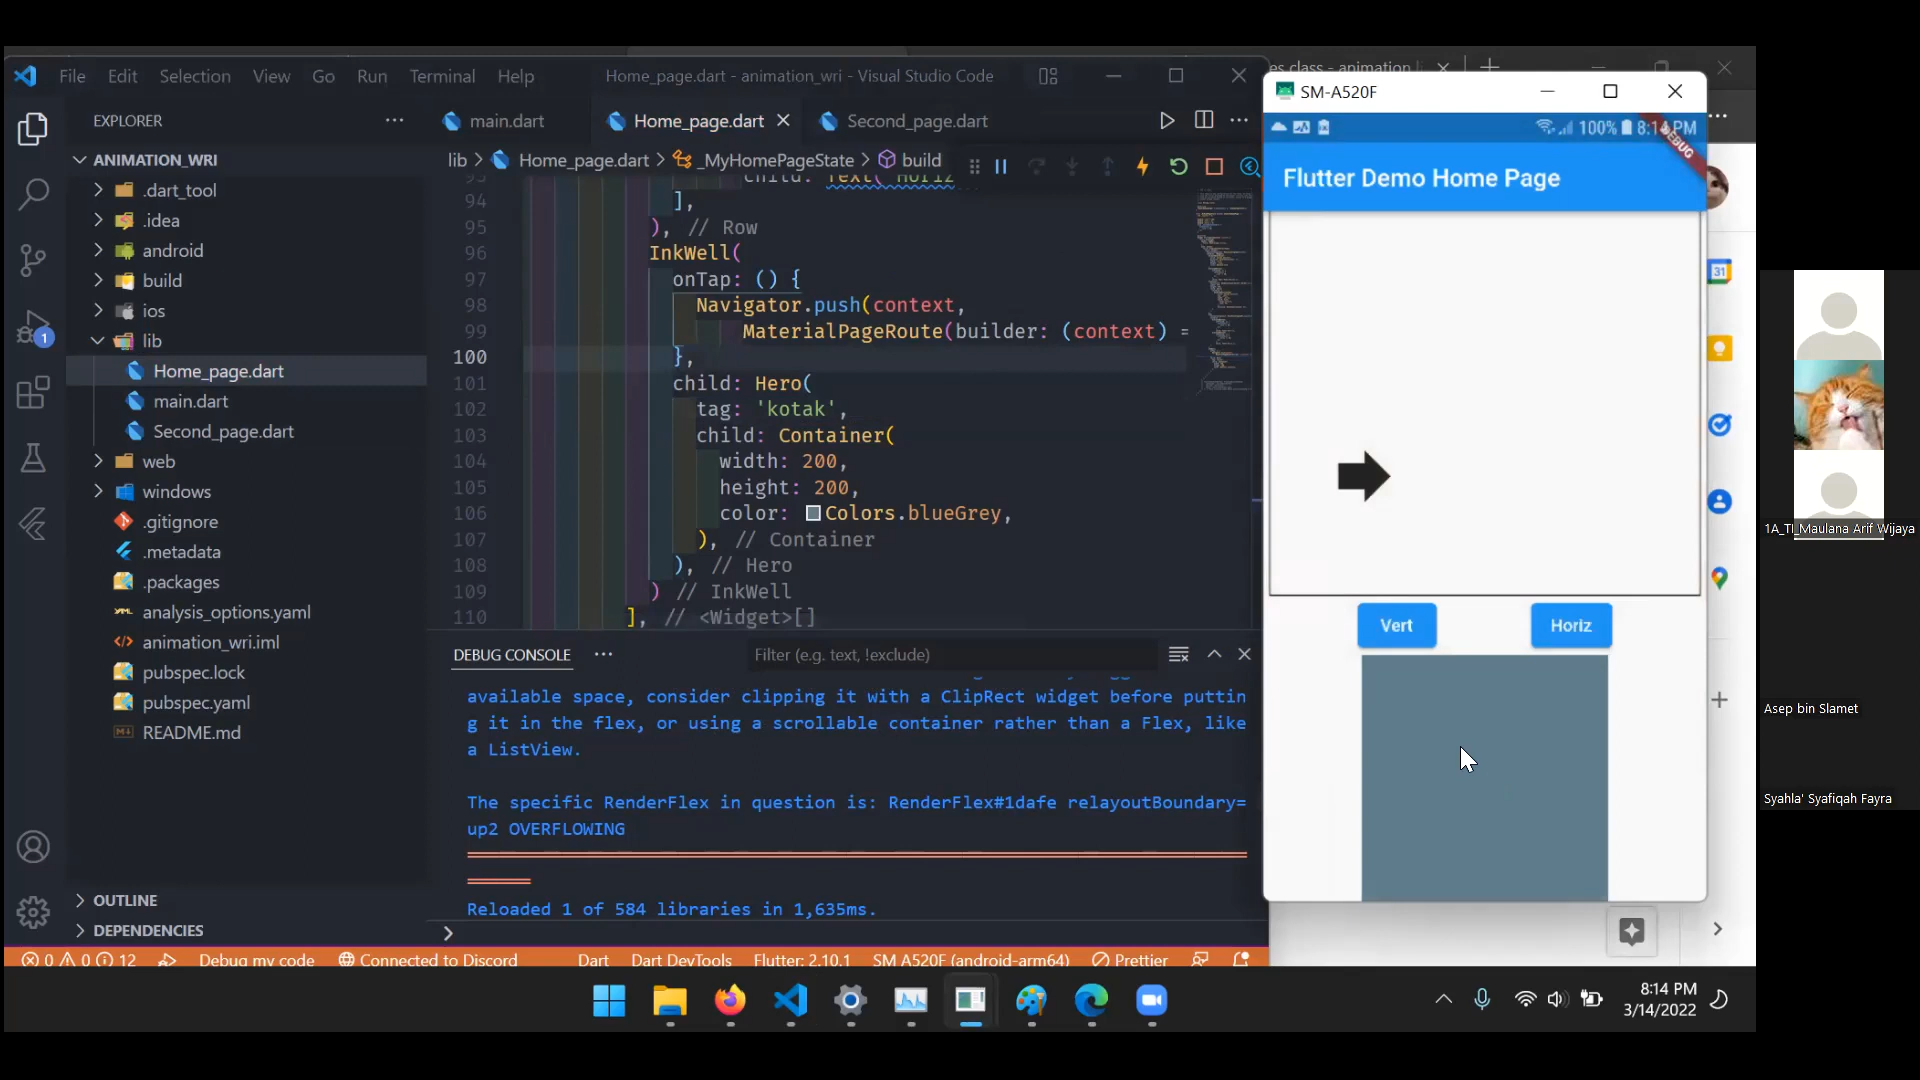 File Edit Selection View Go Run Terminal Help
Home_page.dart - animation_wri - Visual Studio Code
EXPLORER
ANIMATION_WRI
.dart_tool
.idea
android
build
ios
lib
Home_page.dart
main.dart
Second_page.dart
web
windows
.gitignore
.metadata
.packages
analysis_options.yaml
animation_wri.iml
pubspec.lock
pubspec.yaml
README.md
OUTLINE
DEPENDENCIES
1
main.dart Home_page.dart Second_page.dart
lib > Home_page.dart > _MyHomePageState > build
93 child: Text("Horiz
94 ],
95 ), // Row
96 InkWell(
97 onTap: () {
98 Navigator.push(context,
99 MaterialPageRoute(builder: (context) =
100 },
101 child: Hero(
102 tag: 'kotak',
103 child: Container(
104 width: 200,
105 height: 200,
106 color: Colors.blueGrey,
107 ), // Container
108 ), // Hero
109 ) // InkWell
110 ], // <Widget>[]
DEBUG CONSOLE
Filter (e.g. text, !exclude)
available space, consider clipping it with a ClipRect widget before puttin
g it in the flex, or using a scrollable container rather than a Flex, like
a ListView.
The specific RenderFlex in question is: RenderFlex#1dafe relayoutBoundary=
up2 OVERFLOWING
Reloaded 1 of 584 libraries in 1,635ms.
0 0 12 Debug my code Connected to Discord Dart Dart DevTools Flutter: 2.10.1 SM A520F (android-arm64) Prettier
es class - animation
SM-A520F
100% 8:14 PM
DEBUG
Flutter Demo Home Page
Vert Horiz
31
1A_TI_Maulana Arif Wijaya
Asep bin Slamet
Syahla' Syafiqah Fayra
8:14 PM
3/14/2022